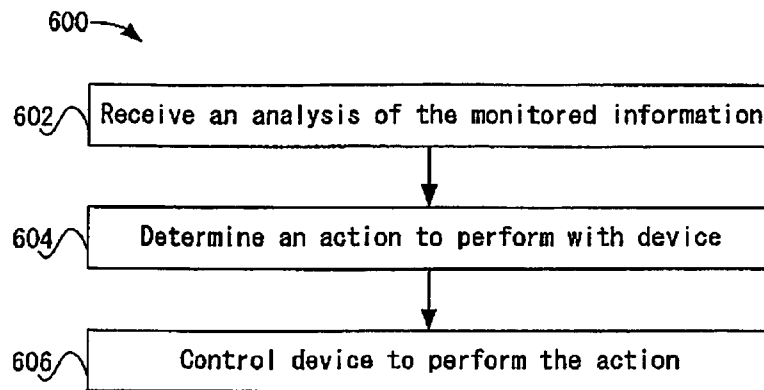 600
602 Receive an analysis of the monitored information
604 Determine an action to perform with device
606 Control device to perform the action